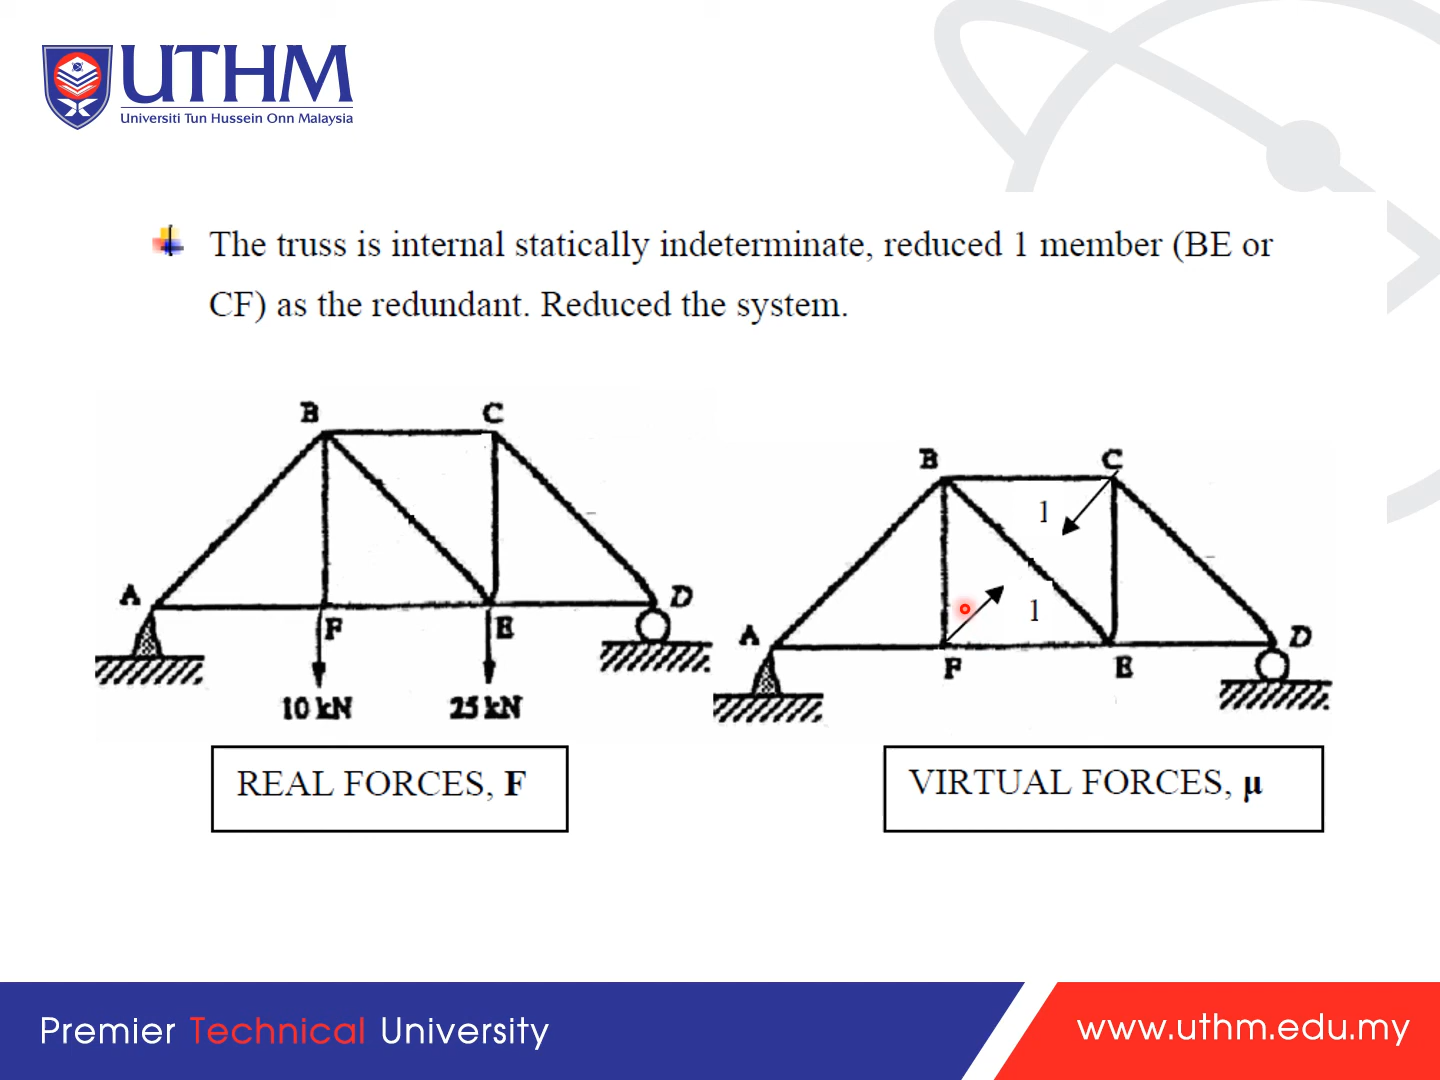 UTHM
Universiti Tun Hussein Onn Malaysia
The truss is internal statically indeterminate, reduced 1 member (BE or
CF) as the redundant. Reduced the system.
B C
A F E D
10 kN 25 kN
B C
1
1
A F E D
REAL FORCES, F
VIRTUAL FORCES, μ
Premier Technical University
www.uthm.edu.my